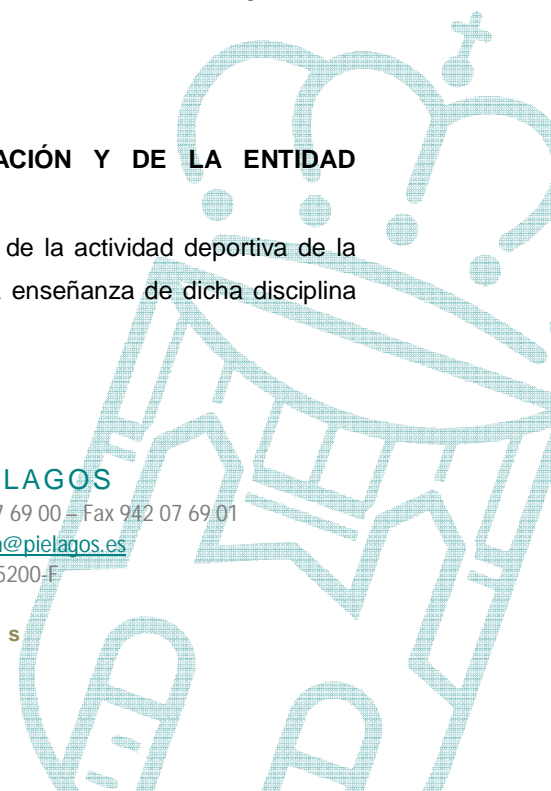 ACIÓN Y DE LA ENTIDAD
de la actividad deportiva de la
enseñanza de dicha disciplina
LAGOS
7 69 00 – Fax 942 07 69 01
@pielagos.es
5200-F
s